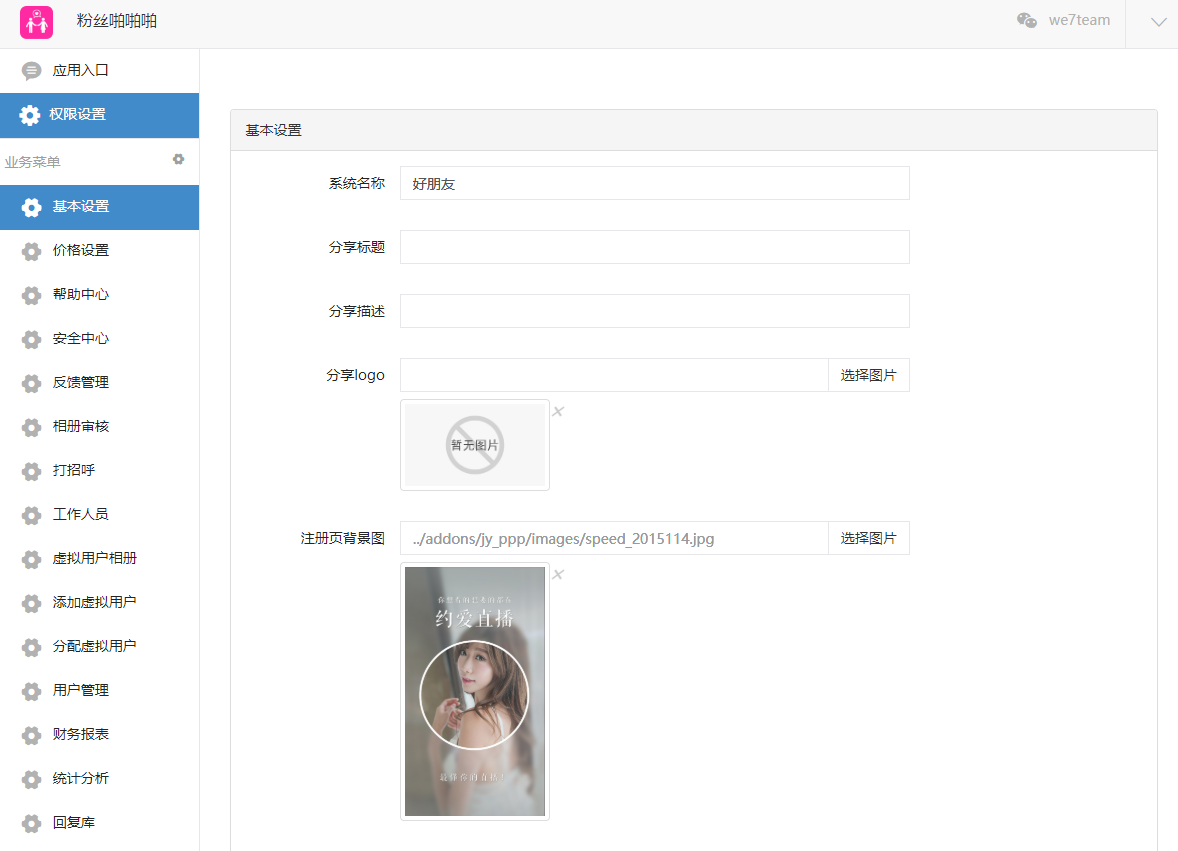 粉丝啪啪啪
we7team
应用入口
权限设置
业务菜单
基本设置
价格设置
帮助中心
安全中心
反馈管理
相册审核
打招呼
工作人员
虚拟用户相册
添加虚拟用户
分配虚拟用户
用户管理
财务报表
统计分析
回复库
基本设置
系统名称
好朋友
分享标题
分享描述
分享logo
选择图片
暂无图片
注册页背景图
../addons/jy_ppp/images/speed_2015114.jpg
选择图片
约爱直播
最懂你的直播